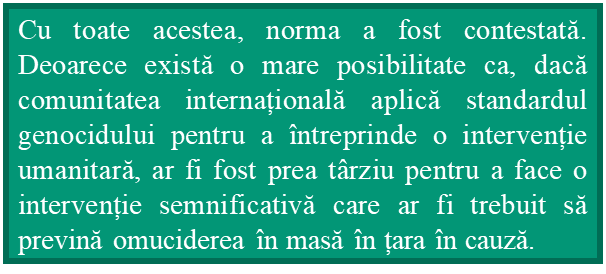 Cu toate acestea, norma a fost contestată.
Deoarece există o mare posibilitate ca, dacă
comunitatea internațională aplică standardul
genocidului pentru a întreprinde o intervenție
umanitară, ar fi fost prea târziu pentru a face o
intervenție semnificativă care ar fi trebuit să
prevină omuciderea în masă în țara în cauză.